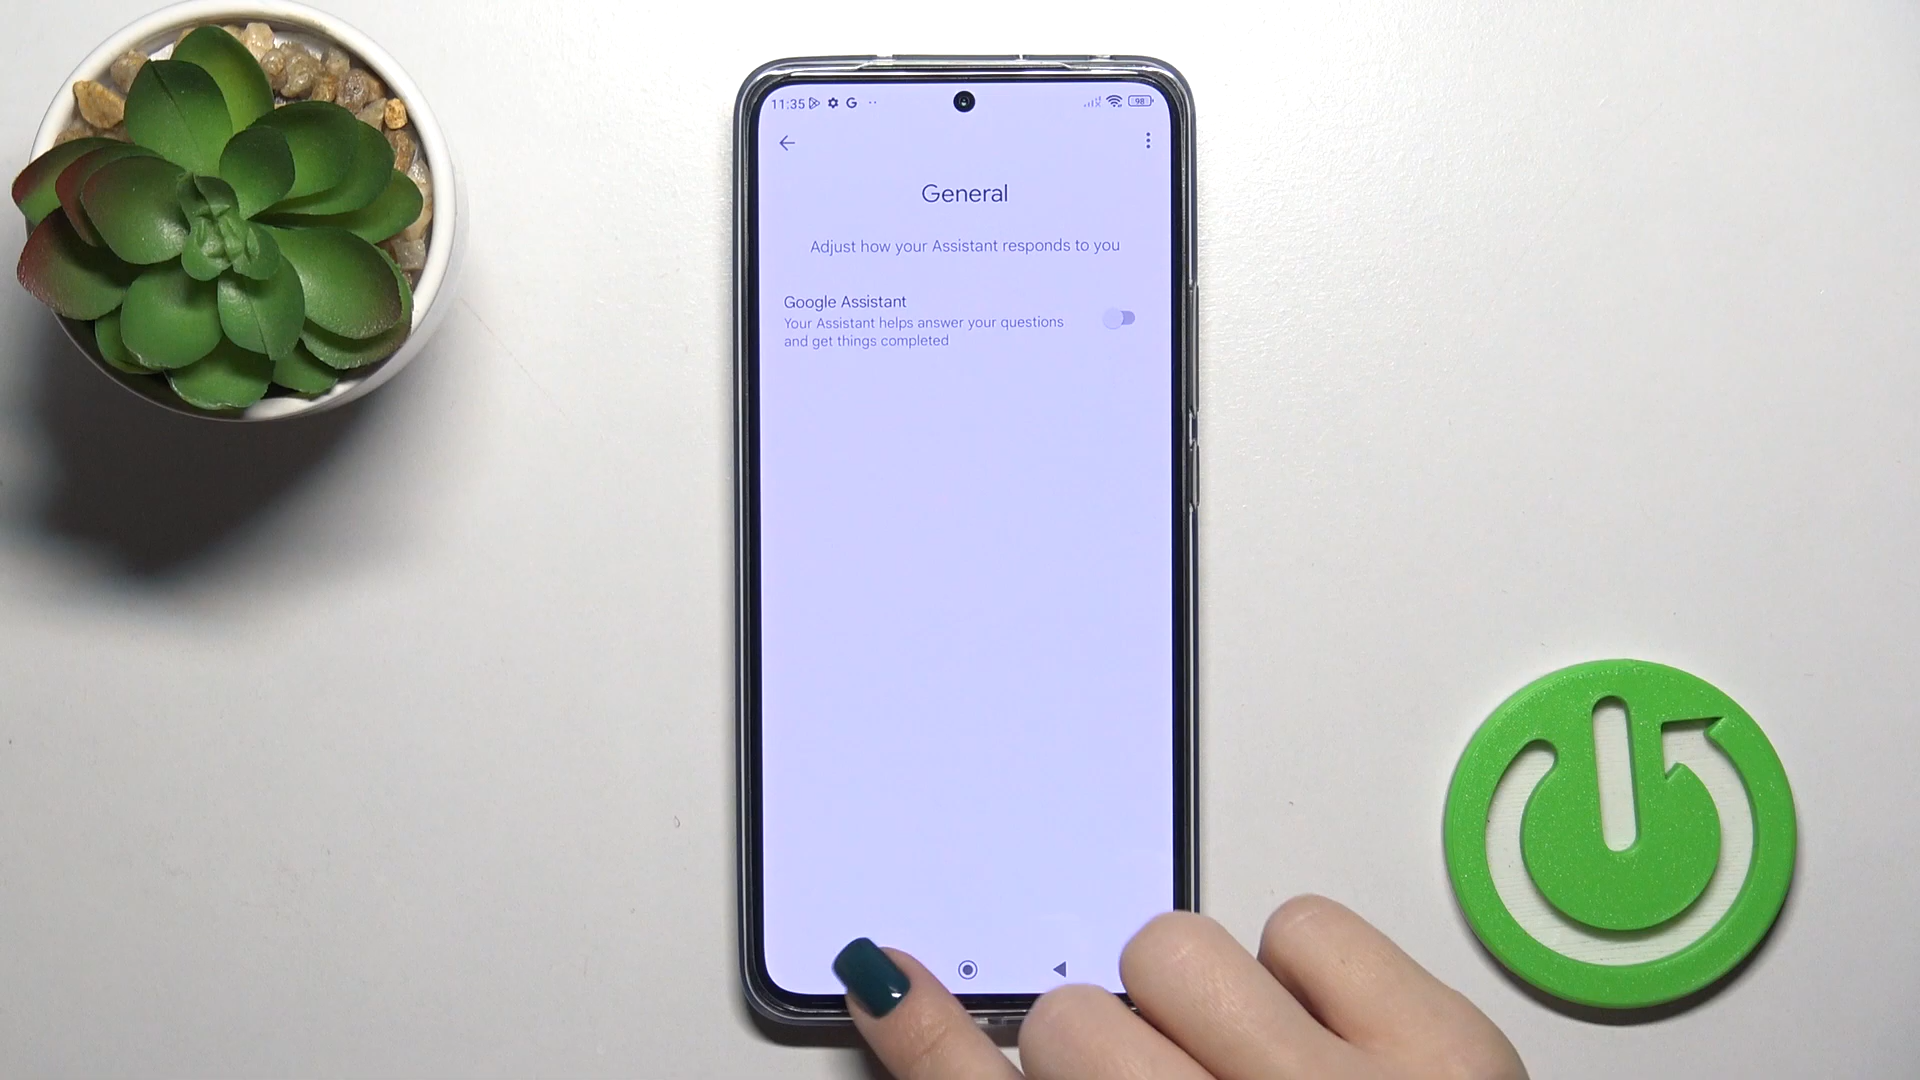 11:35
98
General
Adjust how your Assistant responds to you
Google Assistant
Your Assistant helps answer your questions
and get things completed